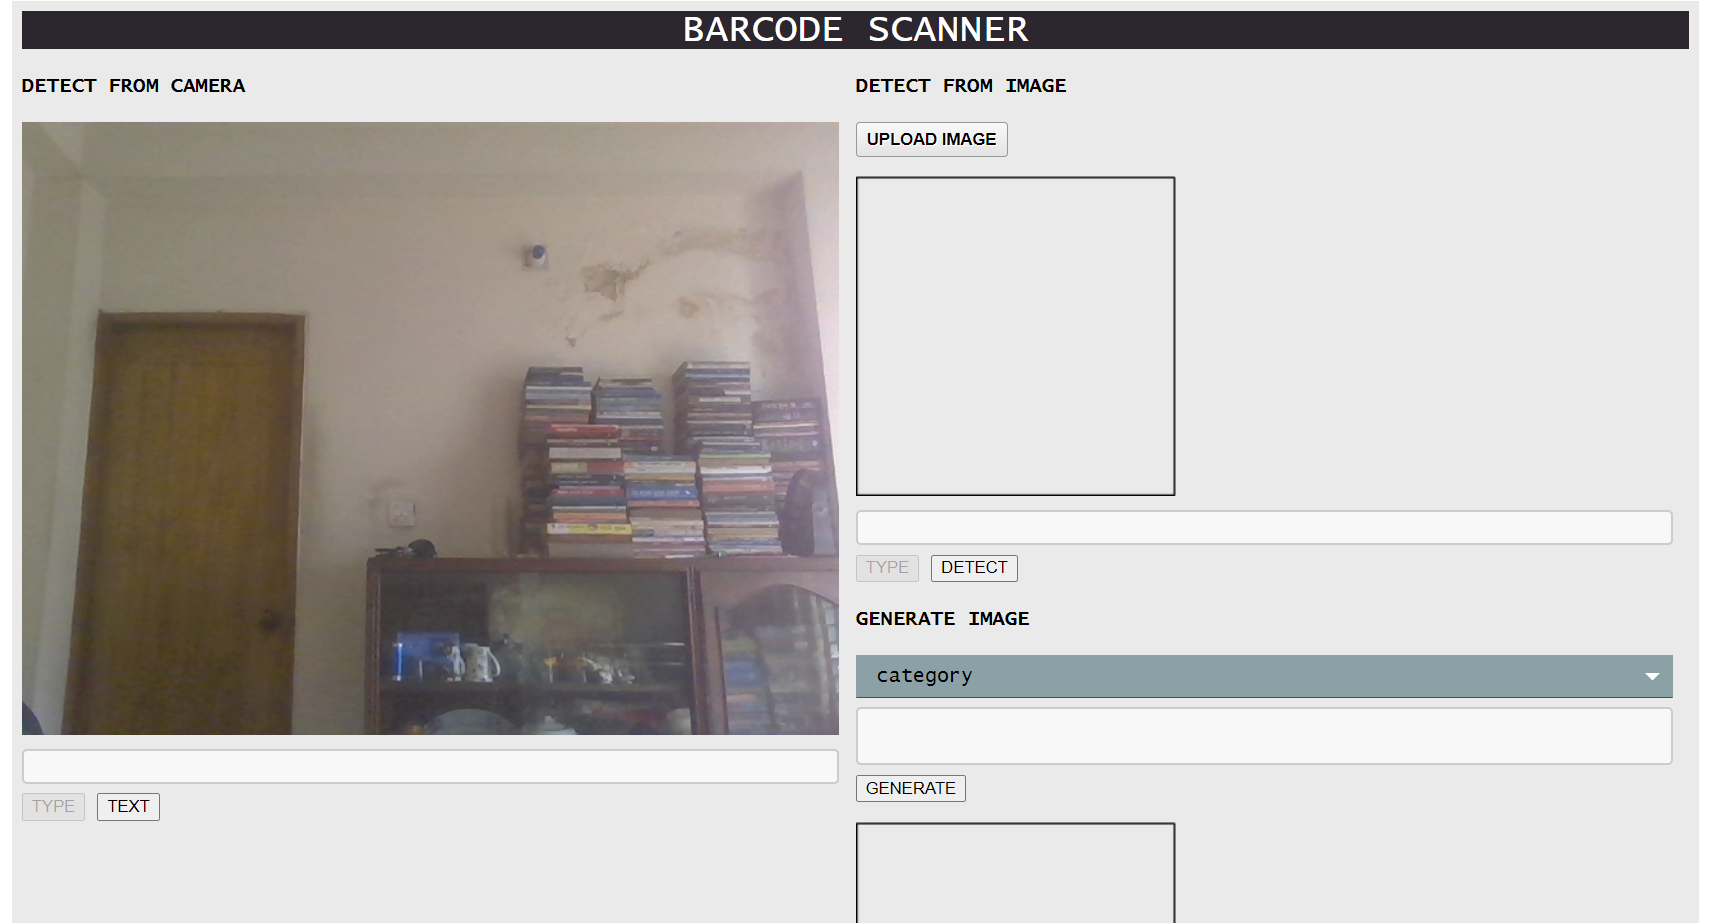 BARCODE SCANNER
DETECT FROM CAMERA
TYPE TEXT
DETECT FROM IMAGE
UPLOAD IMAGE
TYPE DETECT
GENERATE IMAGE
category
GENERATE